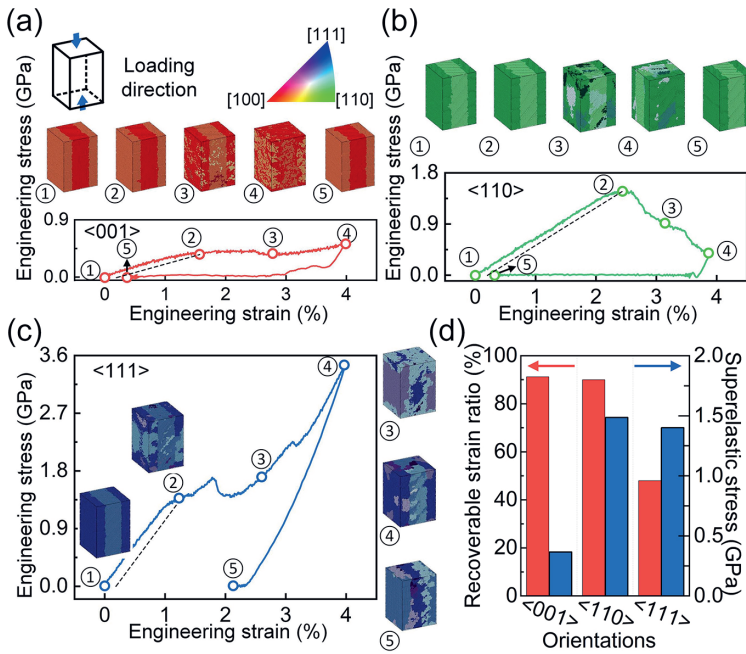 (a)
Loading
direction
[111]
[100]
[110]
① ② ③ ④ ⑤
Engineering stress (GPa)
0.9
0.0
<001>
① ⑤ ② ③ ④
0 1 2 3 4
Engineering strain (%)
(b)
① ② ③ ④ ⑤
Engineering stress (GPa)
1.8
0.9
0.0
<110>
① ⑤ ② ③ ④
0 1 2 3 4
Engineering strain (%)
(c)
Engineering stress (GPa)
3.6
2.7
1.8
0.9
0.0
<111>
① ② ③ ④ ⑤
0 1 2 3 4
Engineering strain (%)
③
④
⑤
(d)
Recoverable strain ratio (%)
100
80
60
40
20
0
Superelastic stress (GPa)
2.0
1.5
1.0
0.5
0.0
<001> <110> <111>
Orientations